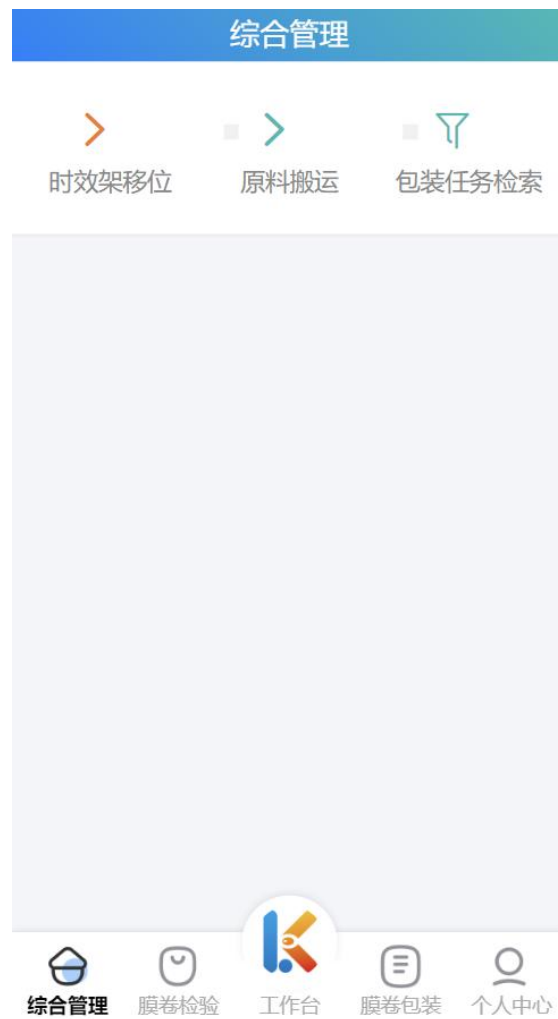 综合管理
时效架移位 原料搬运 包装任务检索
综合管理 膜卷检验 工作台 膜卷包装 个人中心